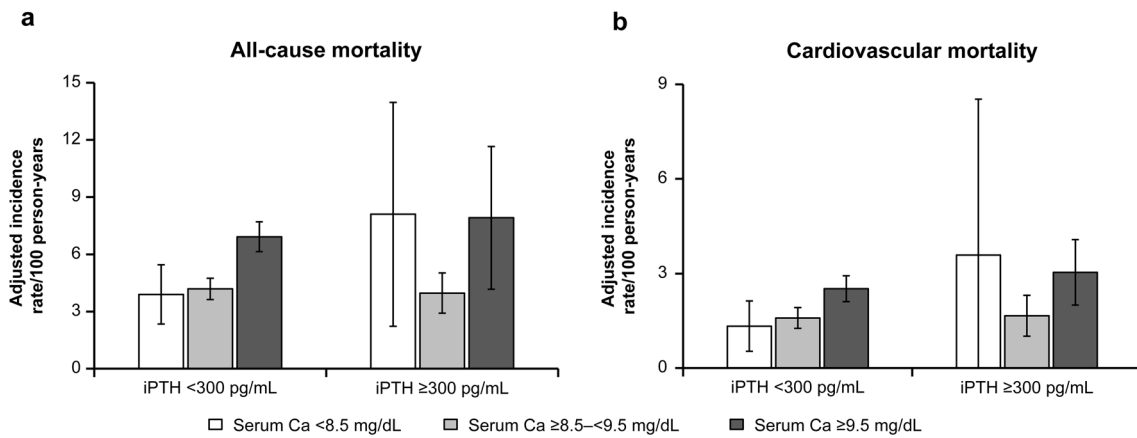 a
All-cause mortality
Adjusted incidence
rate/100 person-years
15
12
9
6
3
0
iPTH <300 pg/mL
iPTH ≥300 pg/mL
b
Cardiovascular mortality
Adjusted incidence
rate/100 person-years
9
6
3
0
iPTH <300 pg/mL
iPTH ≥300 pg/mL
Serum Ca <8.5 mg/dL
Serum Ca ≥8.5–<9.5 mg/dL
Serum Ca ≥9.5 mg/dL